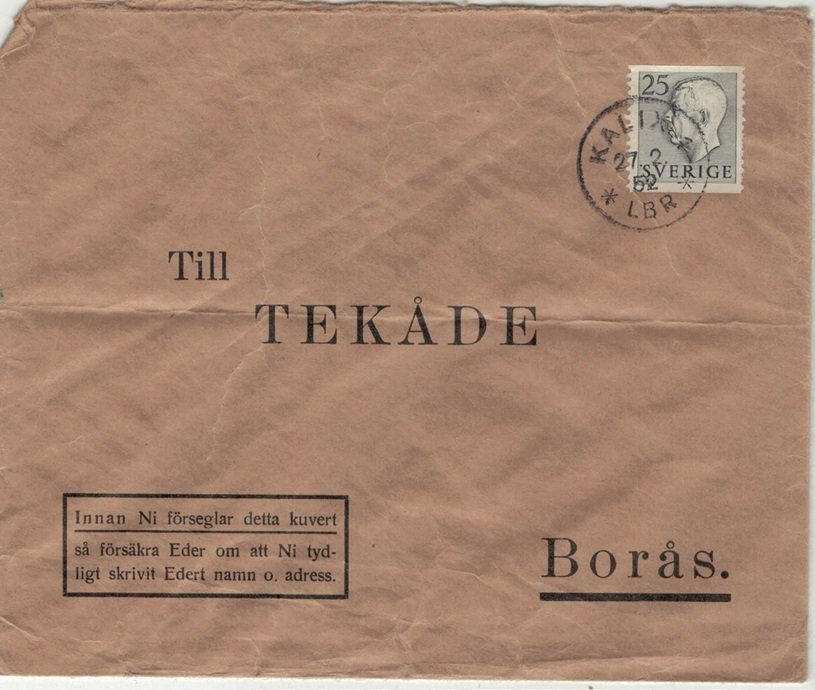 25
SVERIGE
KALIX
27 2
52
* LBR *
Till
TEKÅDE
Innan Ni förseglar detta kuvert
så försäkra Eder om att Ni tyd-
ligt skrivit Edert namn o. adress.
Borås.